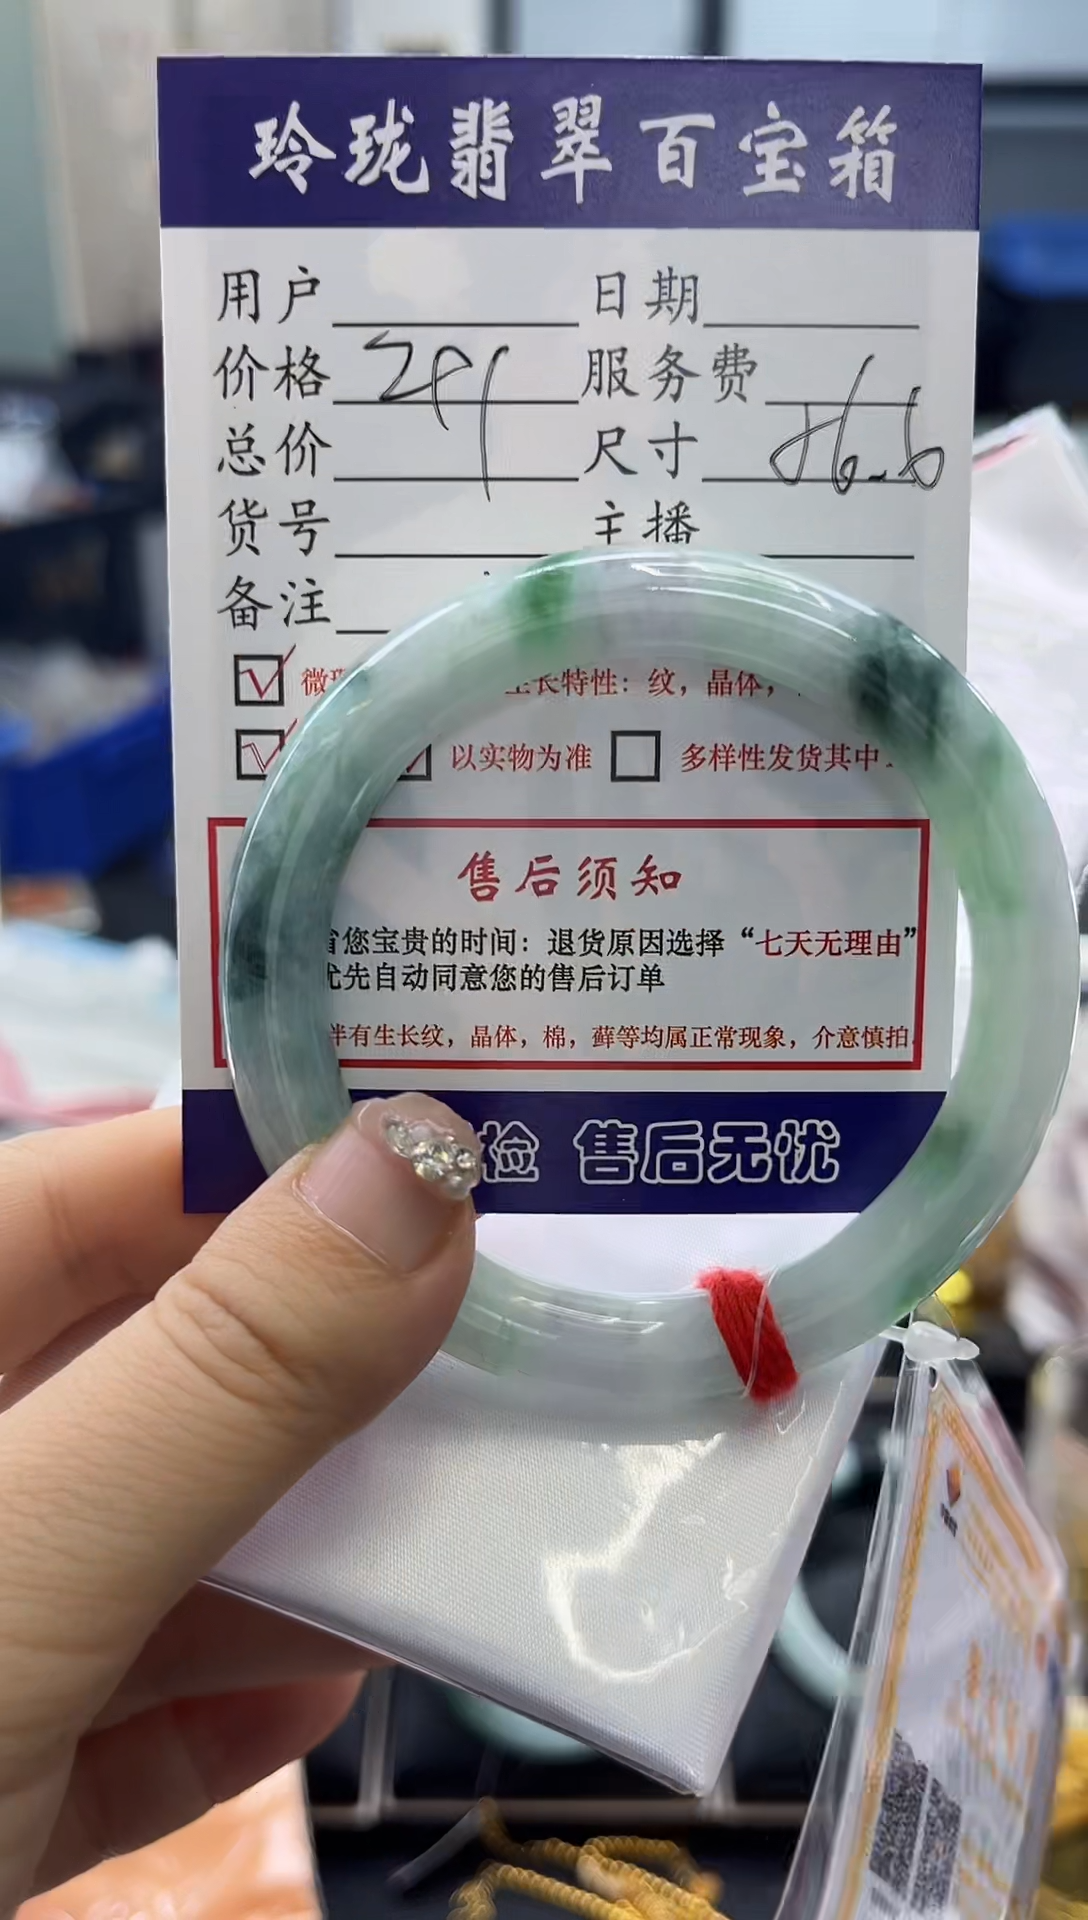 玲珑翡翠百宝箱
用户 日期
价格 服务费
总价 尺寸 56.6
货号 主播
备注
微 生长特性：纹，晶体，
以实物为准 多样性发货其中
售后须知
省您宝贵的时间：退货原因选择“七天无理由”
优先自动同意您的售后订单
伴有生长纹，晶体，棉，藓等均属正常现象，介意慎拍
检 售后无忧